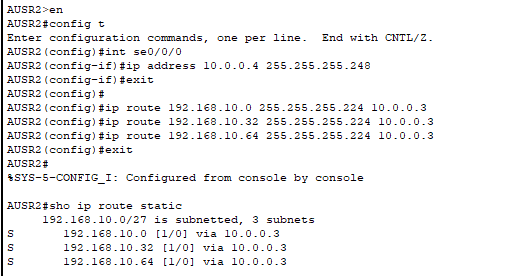 AUSR2>en
AUSR2#config t
Enter configuration commands, one per line.  End with CNTL/Z.
AUSR2(config)#int se0/0/0
AUSR2(config-if)#ip address 10.0.0.4 255.255.255.248
AUSR2(config-if)#exit
AUSR2(config)#
AUSR2(config)#ip route 192.168.10.0 255.255.255.224 10.0.0.3
AUSR2(config)#ip route 192.168.10.32 255.255.255.224 10.0.0.3
AUSR2(config)#ip route 192.168.10.64 255.255.255.224 10.0.0.3
AUSR2(config)#exit
AUSR2#
%SYS-5-CONFIG_I: Configured from console by console
AUSR2#sho ip route static
     192.168.10.0/27 is subnetted, 3 subnets
S       192.168.10.0 [1/0] via 10.0.0.3
S       192.168.10.32 [1/0] via 10.0.0.3
S       192.168.10.64 [1/0] via 10.0.0.3